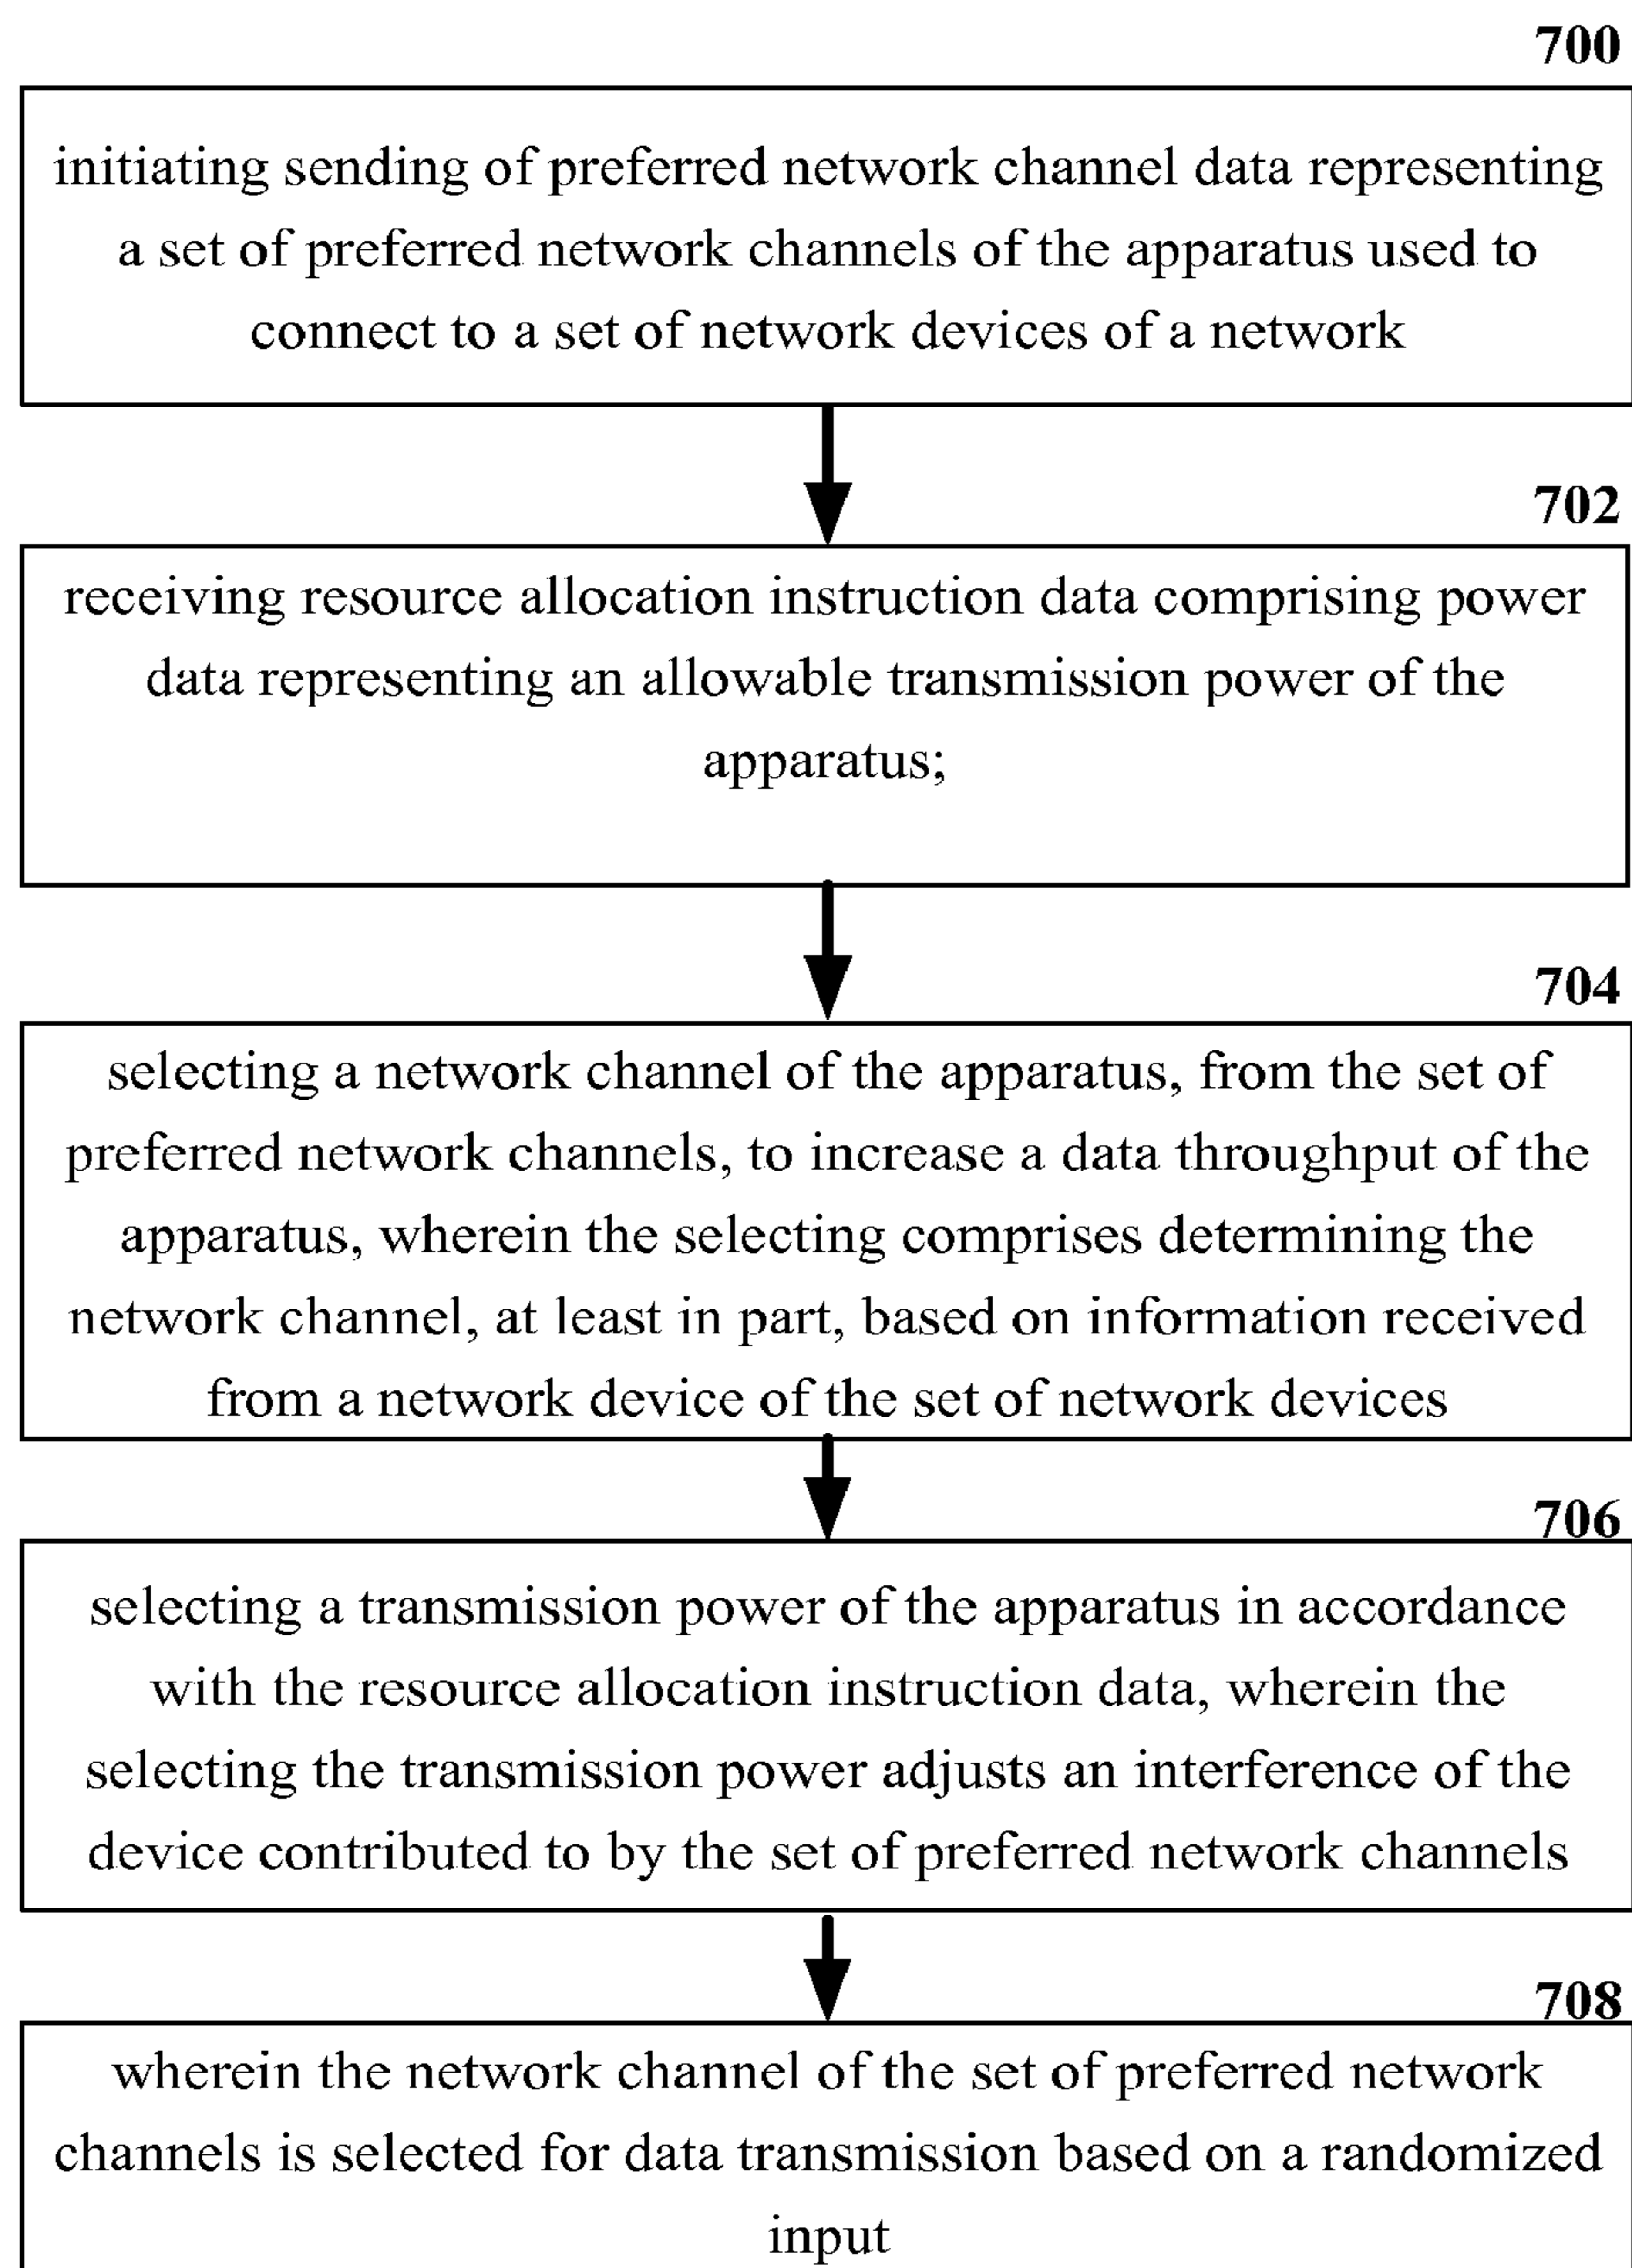 700
initiating sending of preferred network channel data representing
a set of preferred network channels of the apparatus used to
connect to a set of network devices of a network
702
receiving resource allocation instruction data comprising power
data representing an allowable transmission power of the
apparatus;
704
selecting a network channel of the apparatus, from the set of
preferred network channels, to increase a data throughput of the
apparatus, wherein the selecting comprises determining the
network channel, at least in part, based on information received
from a network device of the set of network devices
706
selecting a transmission power of the apparatus in accordance
with the resource allocation instruction data, wherein the
selecting the transmission power adjusts an interference of the
device contributed to by the set of preferred network channels
708
wherein the network channel of the set of preferred network
channels is selected for data transmission based on a randomized
input